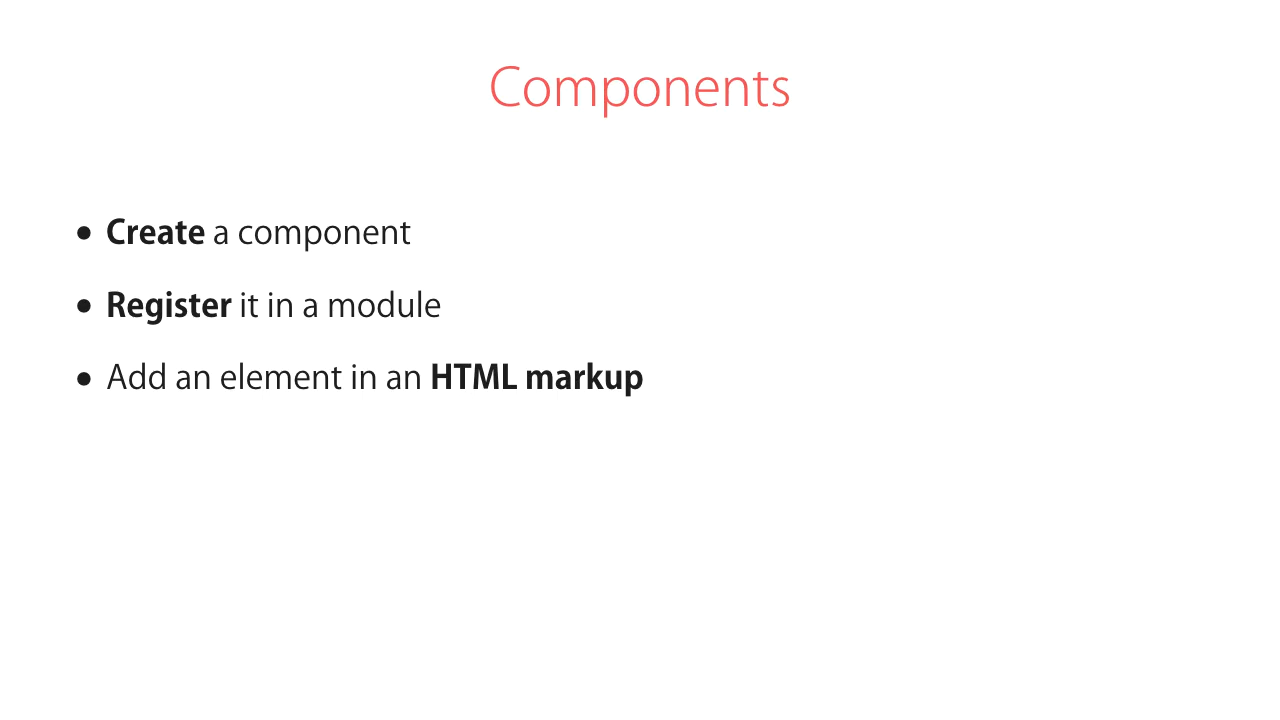 Components
• Create a component
• Register it in a module
• Add an element in an HTML markup